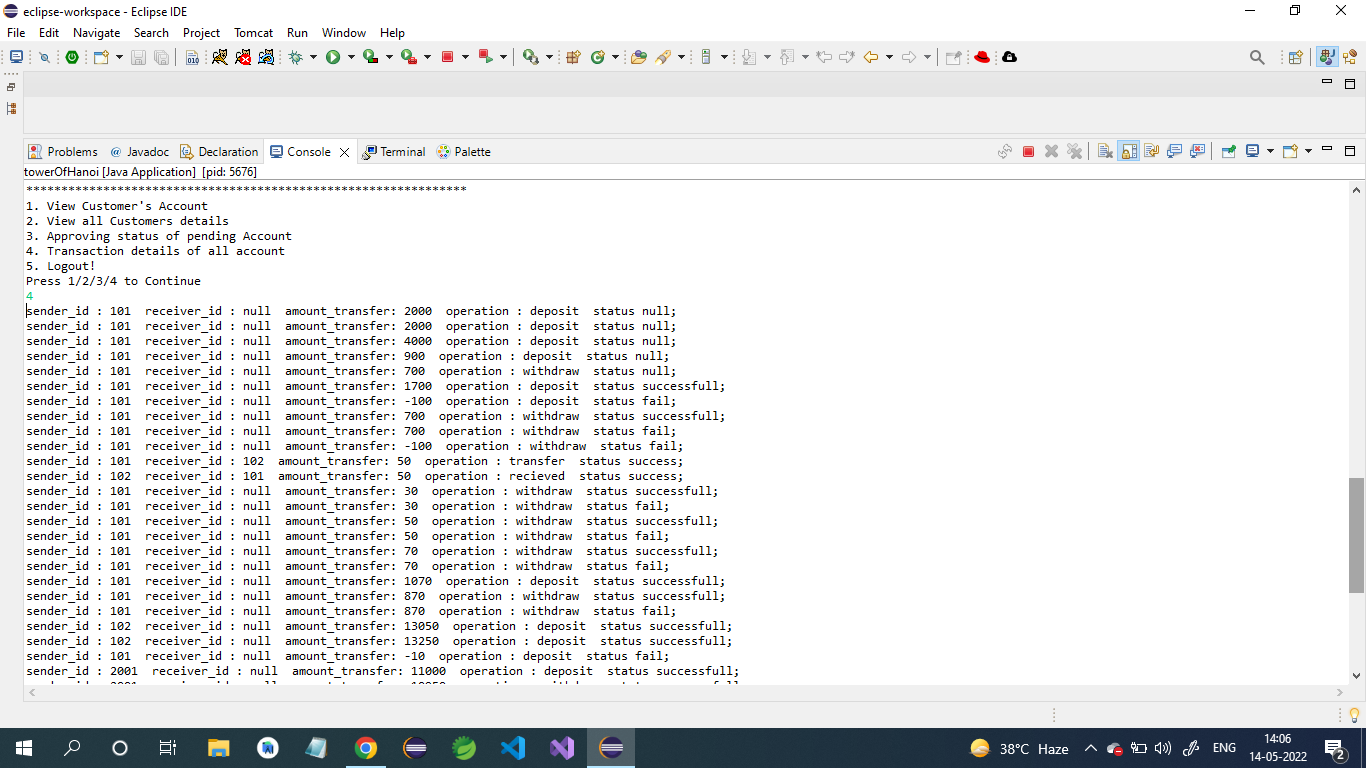 eclipse-workspace - Eclipse IDE
File Edit Navigate Search Project Tomcat Run Window Help
Problems @ Javadoc Declaration Console Terminal Palette
towerOfHanoi [Java Application] [pid: 5676]
***************************************************************
1. View Customer's Account
2. View all Customers details
3. Approving status of pending Account
4. Transaction details of all account
5. Logout!
Press 1/2/3/4 to Continue
4
sender_id : 101  receiver_id : null  amount_transfer: 2000  operation : deposit  status null;
sender_id : 101  receiver_id : null  amount_transfer: 2000  operation : deposit  status null;
sender_id : 101  receiver_id : null  amount_transfer: 4000  operation : deposit  status null;
sender_id : 101  receiver_id : null  amount_transfer: 900  operation : deposit  status null;
sender_id : 101  receiver_id : null  amount_transfer: 700  operation : withdraw  status null;
sender_id : 101  receiver_id : null  amount_transfer: 1700  operation : deposit  status successfull;
sender_id : 101  receiver_id : null  amount_transfer: -100  operation : deposit  status fail;
sender_id : 101  receiver_id : null  amount_transfer: 700  operation : withdraw  status successfull;
sender_id : 101  receiver_id : null  amount_transfer: 700  operation : withdraw  status fail;
sender_id : 101  receiver_id : null  amount_transfer: -100  operation : withdraw  status fail;
sender_id : 101  receiver_id : 102  amount_transfer: 50  operation : transfer  status success;
sender_id : 102  receiver_id : 101  amount_transfer: 50  operation : recieved  status success;
sender_id : 101  receiver_id : null  amount_transfer: 30  operation : withdraw  status successfull;
sender_id : 101  receiver_id : null  amount_transfer: 30  operation : withdraw  status fail;
sender_id : 101  receiver_id : null  amount_transfer: 50  operation : withdraw  status successfull;
sender_id : 101  receiver_id : null  amount_transfer: 50  operation : withdraw  status fail;
sender_id : 101  receiver_id : null  amount_transfer: 70  operation : withdraw  status successfull;
sender_id : 101  receiver_id : null  amount_transfer: 70  operation : withdraw  status fail;
sender_id : 101  receiver_id : null  amount_transfer: 1070  operation : deposit  status successfull;
sender_id : 101  receiver_id : null  amount_transfer: 870  operation : withdraw  status successfull;
sender_id : 101  receiver_id : null  amount_transfer: 870  operation : withdraw  status fail;
sender_id : 102  receiver_id : null  amount_transfer: 13050  operation : deposit  status successfull;
sender_id : 102  receiver_id : null  amount_transfer: 13250  operation : deposit  status successfull;
sender_id : 101  receiver_id : null  amount_transfer: -10  operation : deposit  status fail;
sender_id : 2001  receiver_id : null  amount_transfer: 11000  operation : deposit  status successfull;
38°C Haze ENG 14:06
14-05-2022 2